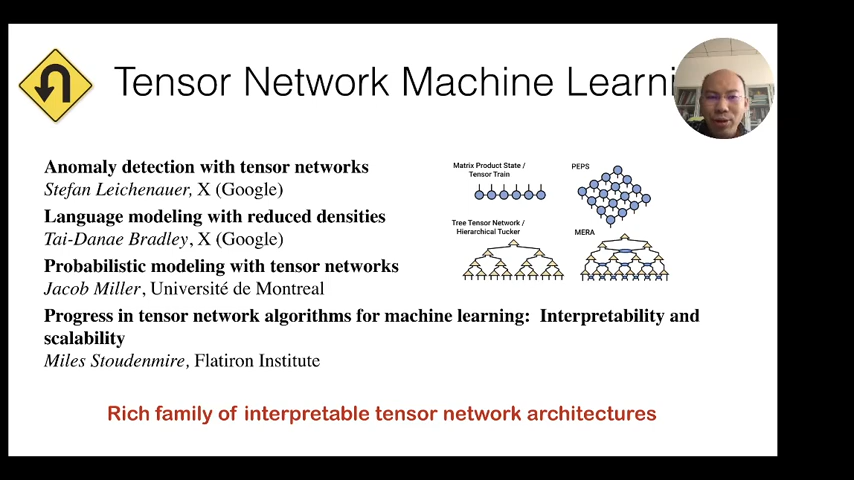 Tensor Network Machine Learni
Anomaly detection with tensor networks
Stefan Leichenauer, X (Google)
Language modeling with reduced densities
Tai-Danae Bradley, X (Google)
Probabilistic modeling with tensor networks
Jacob Miller, Université de Montreal
Progress in tensor network algorithms for machine learning: Interpretability and
scalability
Miles Stoudenmire, Flatiron Institute
Matrix Product State /
Tensor Train
PEPS
Tree Tensor Network /
Hierarchical Tucker
MERA
Rich family of interpretable tensor network architectures